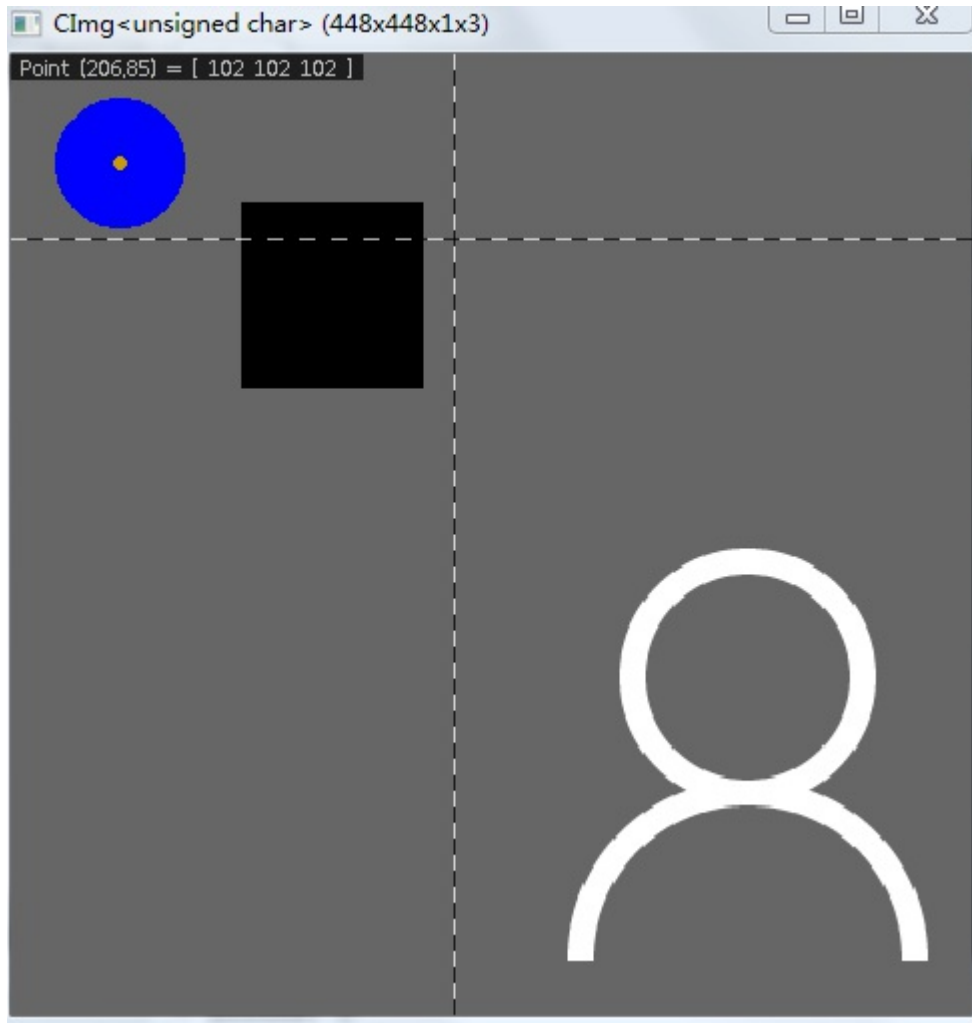 CImg<unsigned char> (448x448x1x3)
Point (206,85) = [ 102 102 102 ]